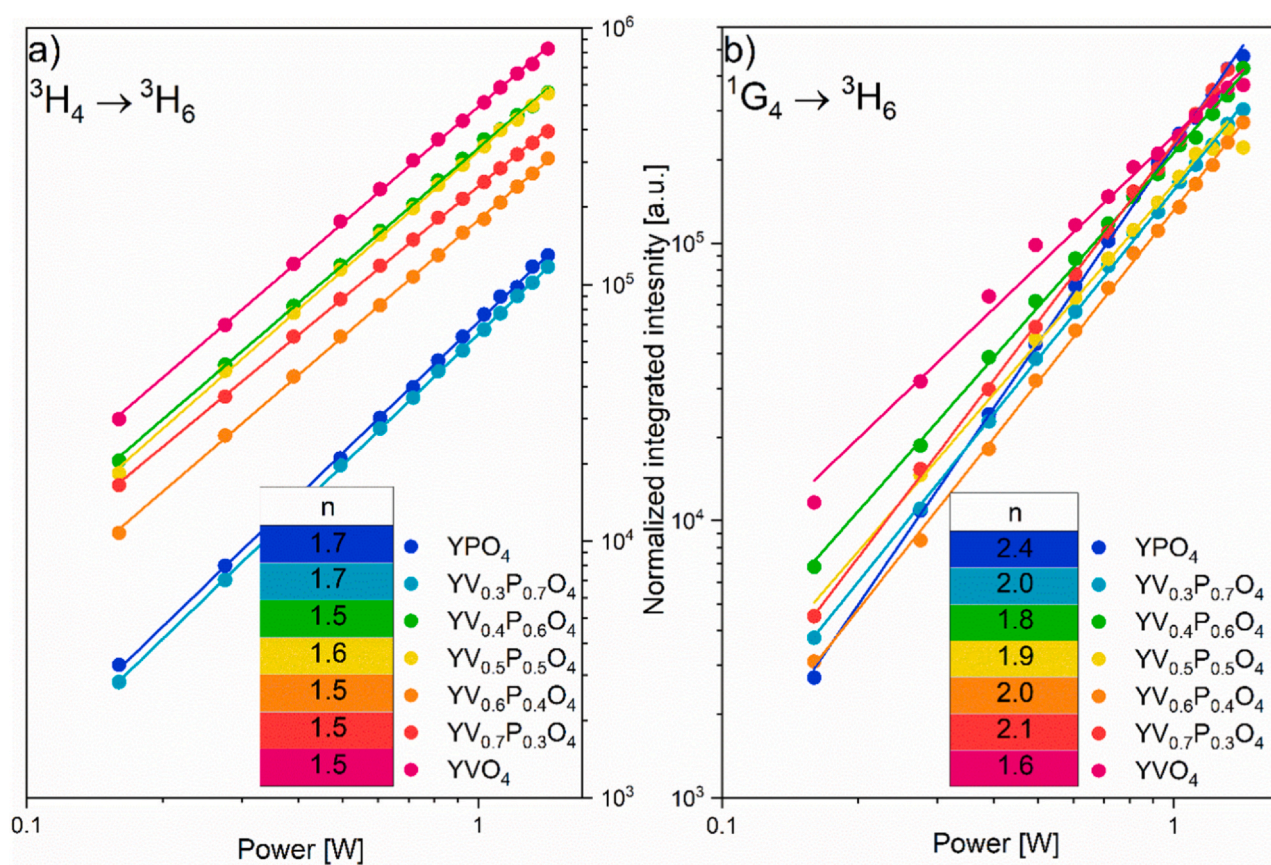 a)
³H₄ → ³H₆
n
1.7
1.7
1.5
1.6
1.5
1.5
1.5
YPO₄
YV₀.₃P₀.₇O₄
YV₀.₄P₀.₆O₄
YV₀.₅P₀.₅O₄
YV₀.₆P₀.₄O₄
YV₀.₇P₀.₃O₄
YVO₄
10⁶
10⁵
10⁴
10³
0.1
1
Power [W]
Normalized integrated intesnity [a.u.]
b)
¹G₄ → ³H₆
10⁵
10⁴
10³
n
2.4
2.0
1.8
1.9
2.0
2.1
1.6
YPO₄
YV₀.₃P₀.₇O₄
YV₀.₄P₀.₆O₄
YV₀.₅P₀.₅O₄
YV₀.₆P₀.₄O₄
YV₀.₇P₀.₃O₄
YVO₄
0.1
1
Power [W]